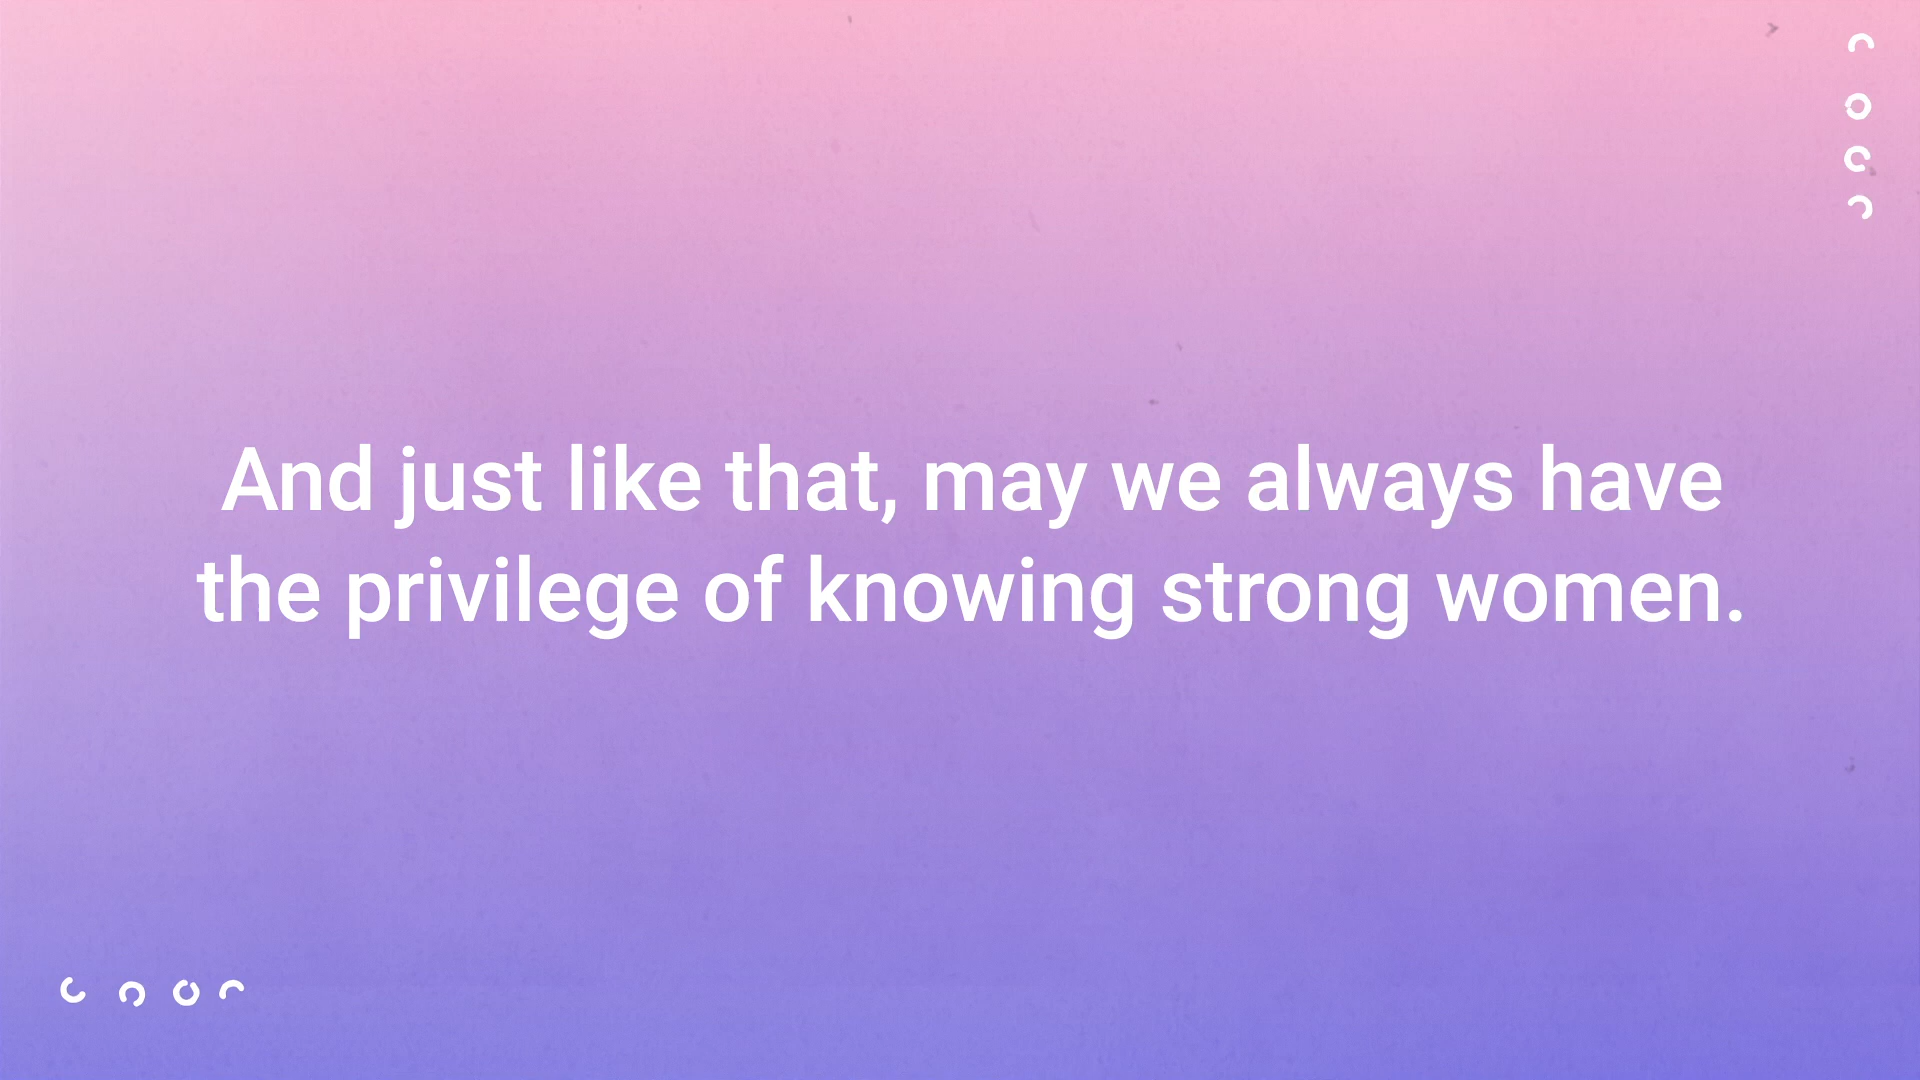 And just like that, may we always have
the privilege of knowing strong women.